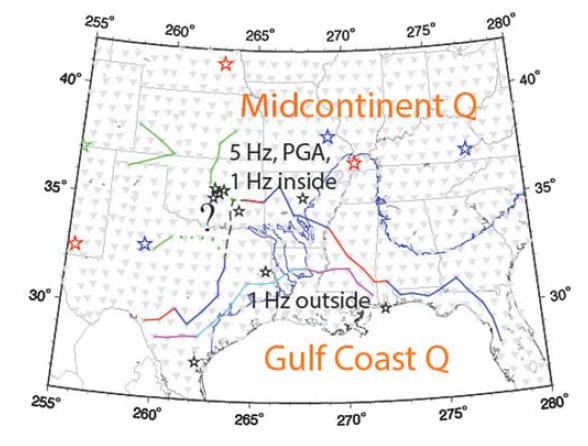 255° 260° 265° 270° 275° 280°
40° 40°
Midcontinent Q
5 Hz, PGA,
1 Hz inside
35° 35°
?
30° 30°
1 Hz outside
Gulf Coast Q
255° 260° 265° 270° 275° 280°